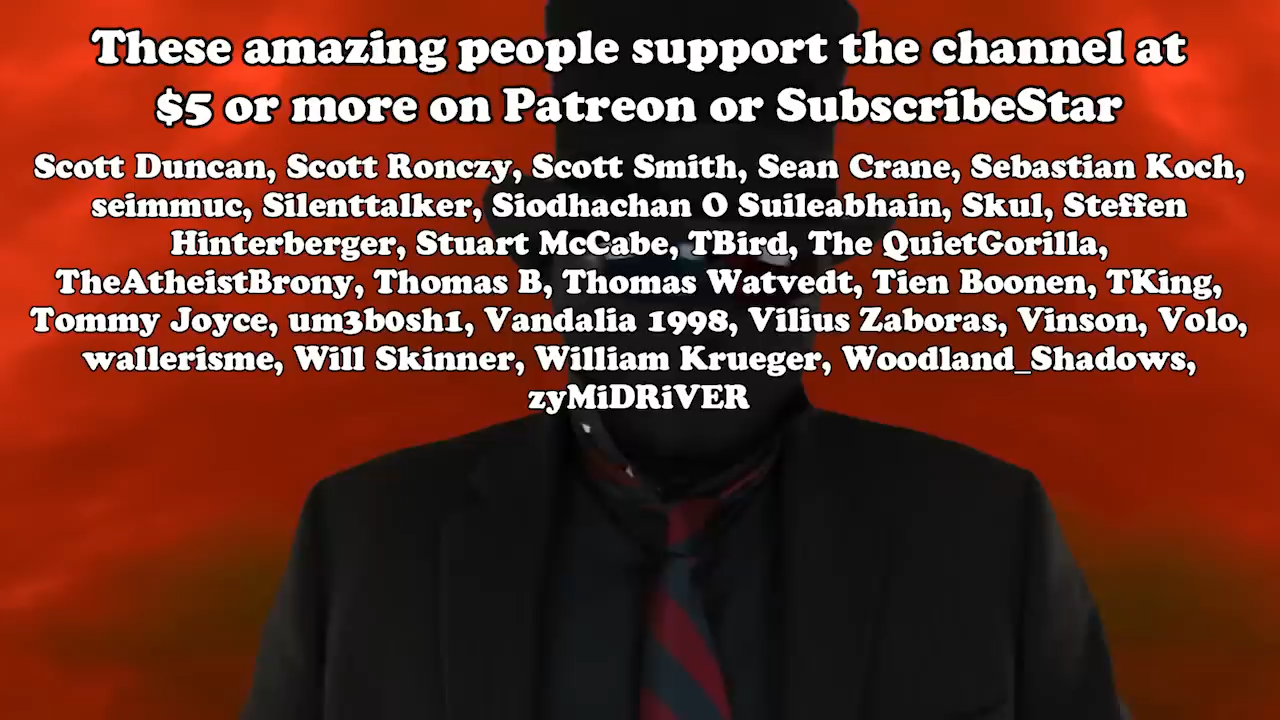 These amazing people support the channel at
$5 or more on Patreon or SubscribeStar
Scott Duncan, Scott Ronczy, Scott Smith, Sean Crane, Sebastian Koch,
seimmuc, Silenttalker, Siodhachan O Suileabhain, Skul, Steffen
Hinterberger, Stuart McCabe, TBird, The QuietGorilla,
TheAtheistBrony, Thomas B, Thomas Watvedt, Tien Boonen, TKing,
Tommy Joyce, um3b0sh1, Vandalia 1998, Vilius Zaboras, Vinson, Volo,
wallerisme, Will Skinner, William Krueger, Woodland_Shadows,
zyMiDRiVER